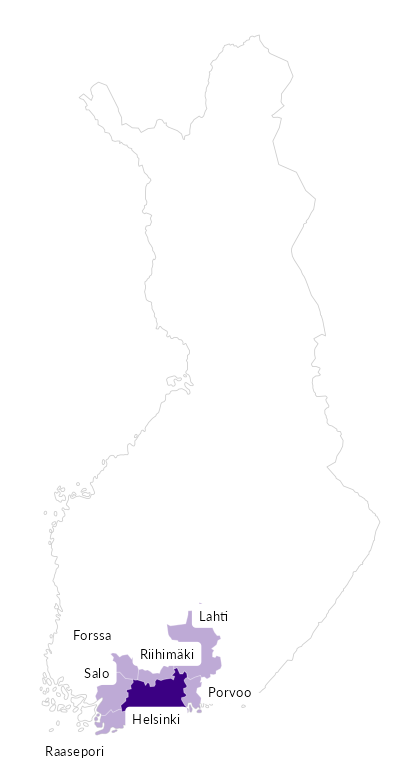 Lahti
Forssa
Riihimäki
Salo
Porvoo
Helsinki
Raasepori